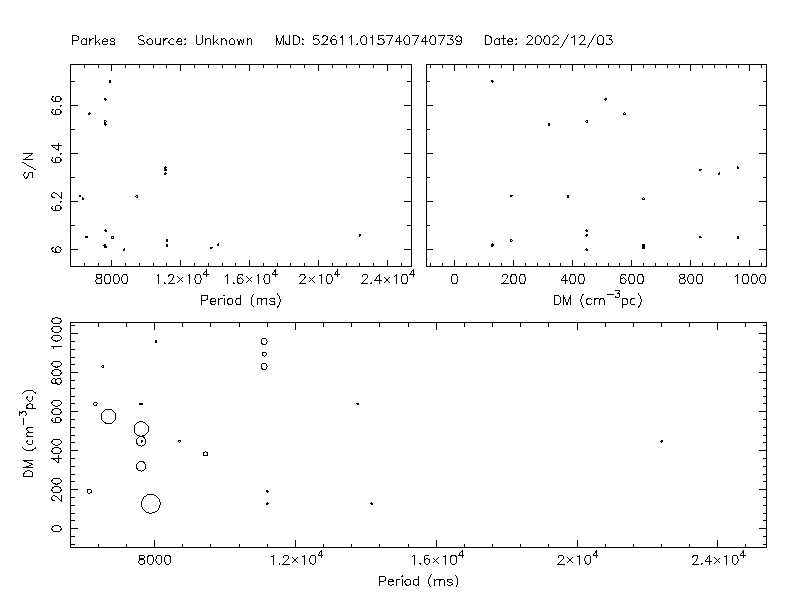 Parkes Source: Unknown MJD: 52611.015740740739 Date: 2002/12/03
S/N
6.6
6.4
6.2
6
8000 1.2×10^4 1.6×10^4 2×10^4 2.4×10^4
Period (ms)
0 200 400 600 800 1000
DM (cm^-3pc)
DM (cm^-3pc)
1000
800
600
400
200
0
8000 1.2×10^4 1.6×10^4 2×10^4 2.4×10^4
Period (ms)